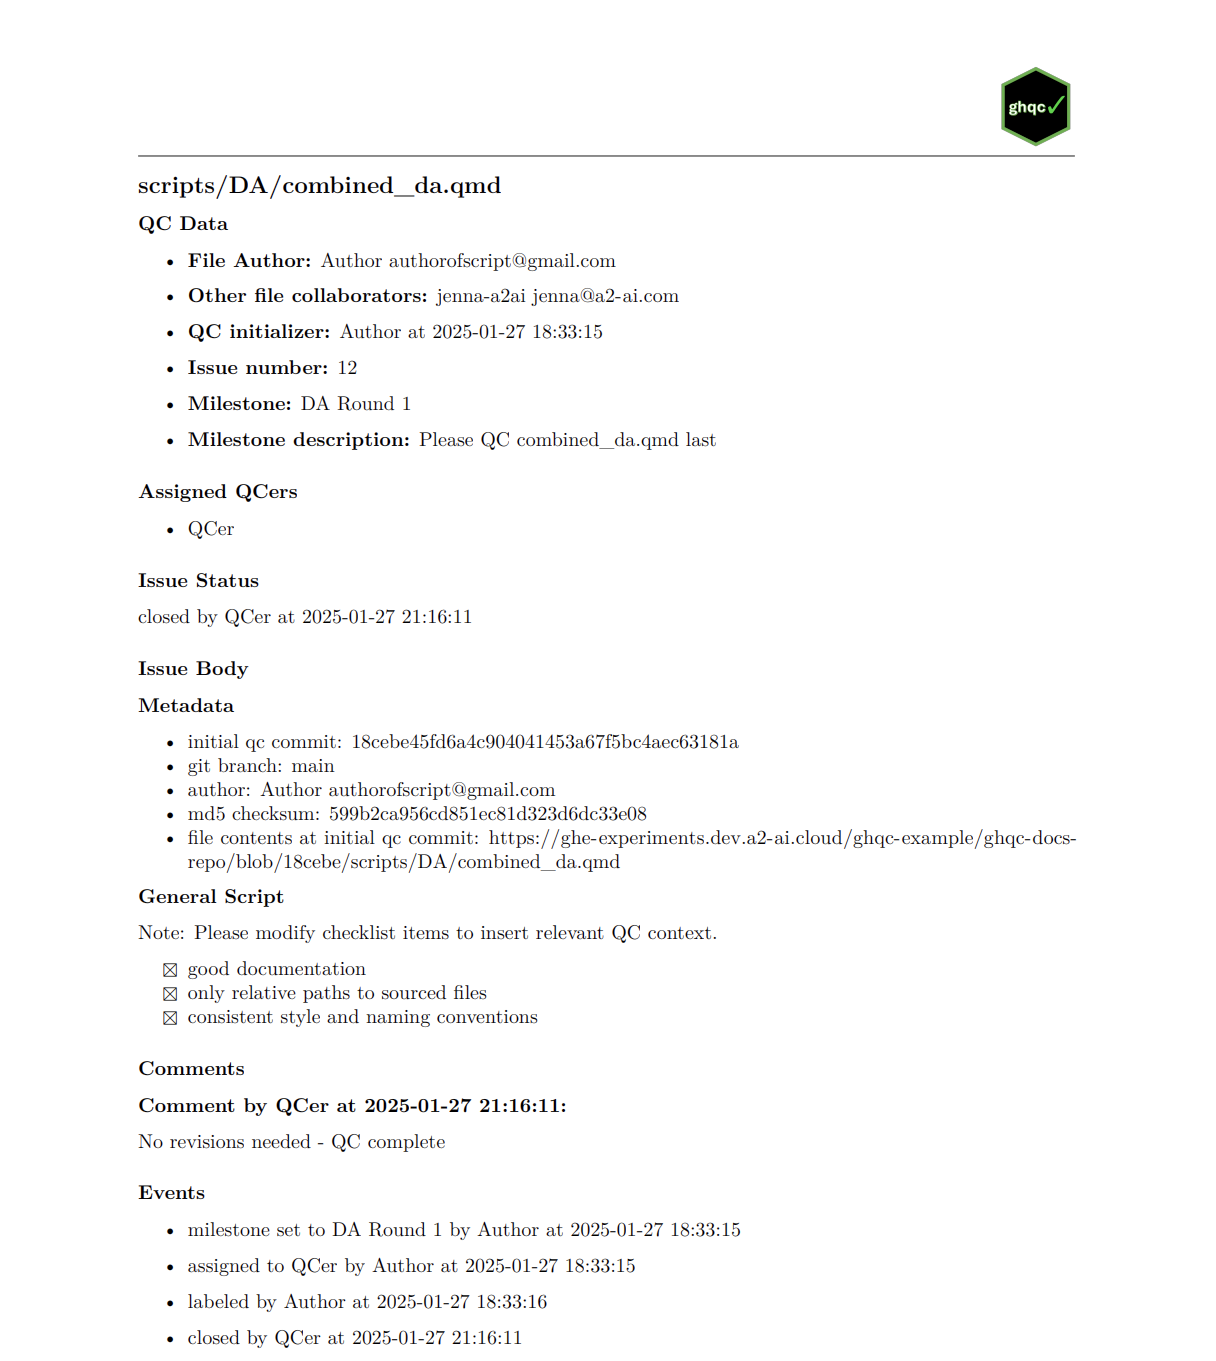 ghqc✓
scripts/DA/combined_da.qmd
QC Data
• File Author: Author authorofscript@gmail.com
• Other file collaborators: jenna-a2ai jenna@a2-ai.com
• QC initializer: Author at 2025-01-27 18:33:15
• Issue number: 12
• Milestone: DA Round 1
• Milestone description: Please QC combined_da.qmd last
Assigned QCers
• QCer
Issue Status
closed by QCer at 2025-01-27 21:16:11
Issue Body
Metadata
• initial qc commit: 18cebe45fd6a4c904041453a67f5bc4aec63181a
• git branch: main
• author: Author authorofscript@gmail.com
• md5 checksum: 599b2ca956cd851ec81d323d6dc33e08
• file contents at initial qc commit: https://ghe-experiments.dev.a2-ai.cloud/ghqc-example/ghqc-docs-
repo/blob/18cebe/scripts/DA/combined_da.qmd
General Script
Note: Please modify checklist items to insert relevant QC context.
☒ good documentation
☒ only relative paths to sourced files
☒ consistent style and naming conventions
Comments
Comment by QCer at 2025-01-27 21:16:11:
No revisions needed - QC complete
Events
• milestone set to DA Round 1 by Author at 2025-01-27 18:33:15
• assigned to QCer by Author at 2025-01-27 18:33:15
• labeled by Author at 2025-01-27 18:33:16
• closed by QCer at 2025-01-27 21:16:11